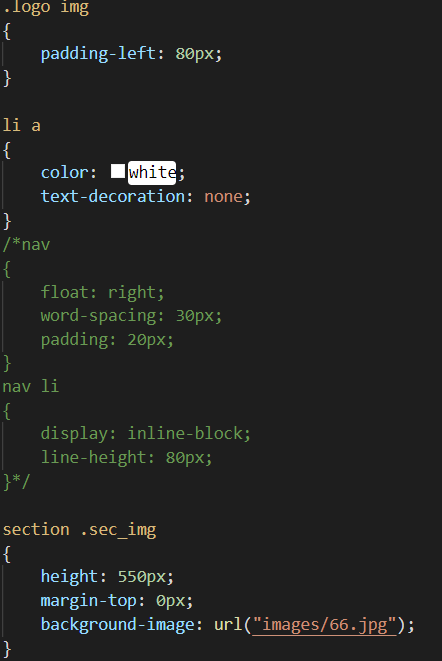 .logo img
{
    padding-left: 80px;
}

li a
{
    color: white;
    text-decoration: none;
}
/*nav
{
    float: right;
    word-spacing: 30px;
    padding: 20px;
}
nav li
{
    display: inline-block;
    line-height: 80px;
}*/

section .sec_img
{
    height: 550px;
    margin-top: 0px;
    background-image: url("images/66.jpg");
}